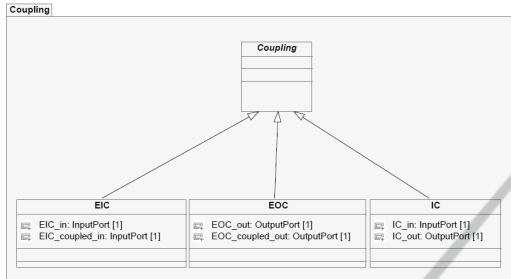 Coupling
Coupling
EIC
EIC_in: InputPort [1]
EIC_coupled_in: InputPort [1]
EOC
EOC_out: OutputPort [1]
EOC_coupled_out: OutputPort [1]
IC
IC_in: InputPort [1]
IC_out: OutputPort [1]